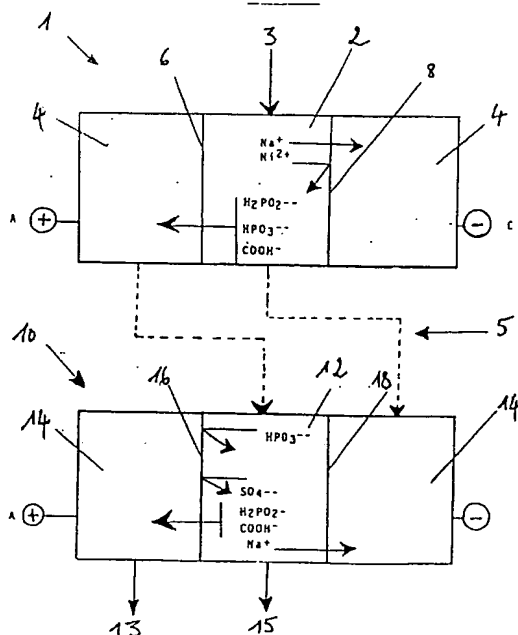 1
3
2
6
8
4
4
Na+
Ni2+
H2PO2--
HPO3--
COOH-
A
+
-
C
5
10
16
12
18
14
14
HPO3--
SO4--
H2PO2-
COOH-
Na+
A
+
-
13
15